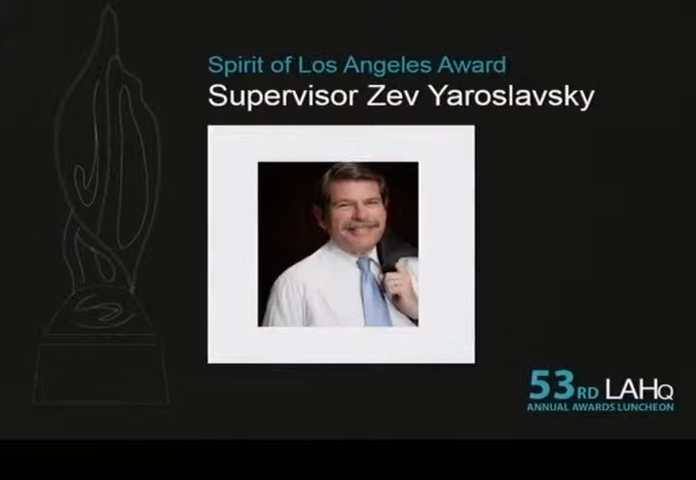 Spirit of Los Angeles Award
Supervisor Zev Yaroslavsky
53RD LAHQ
ANNUAL AWARDS LUNCHEON